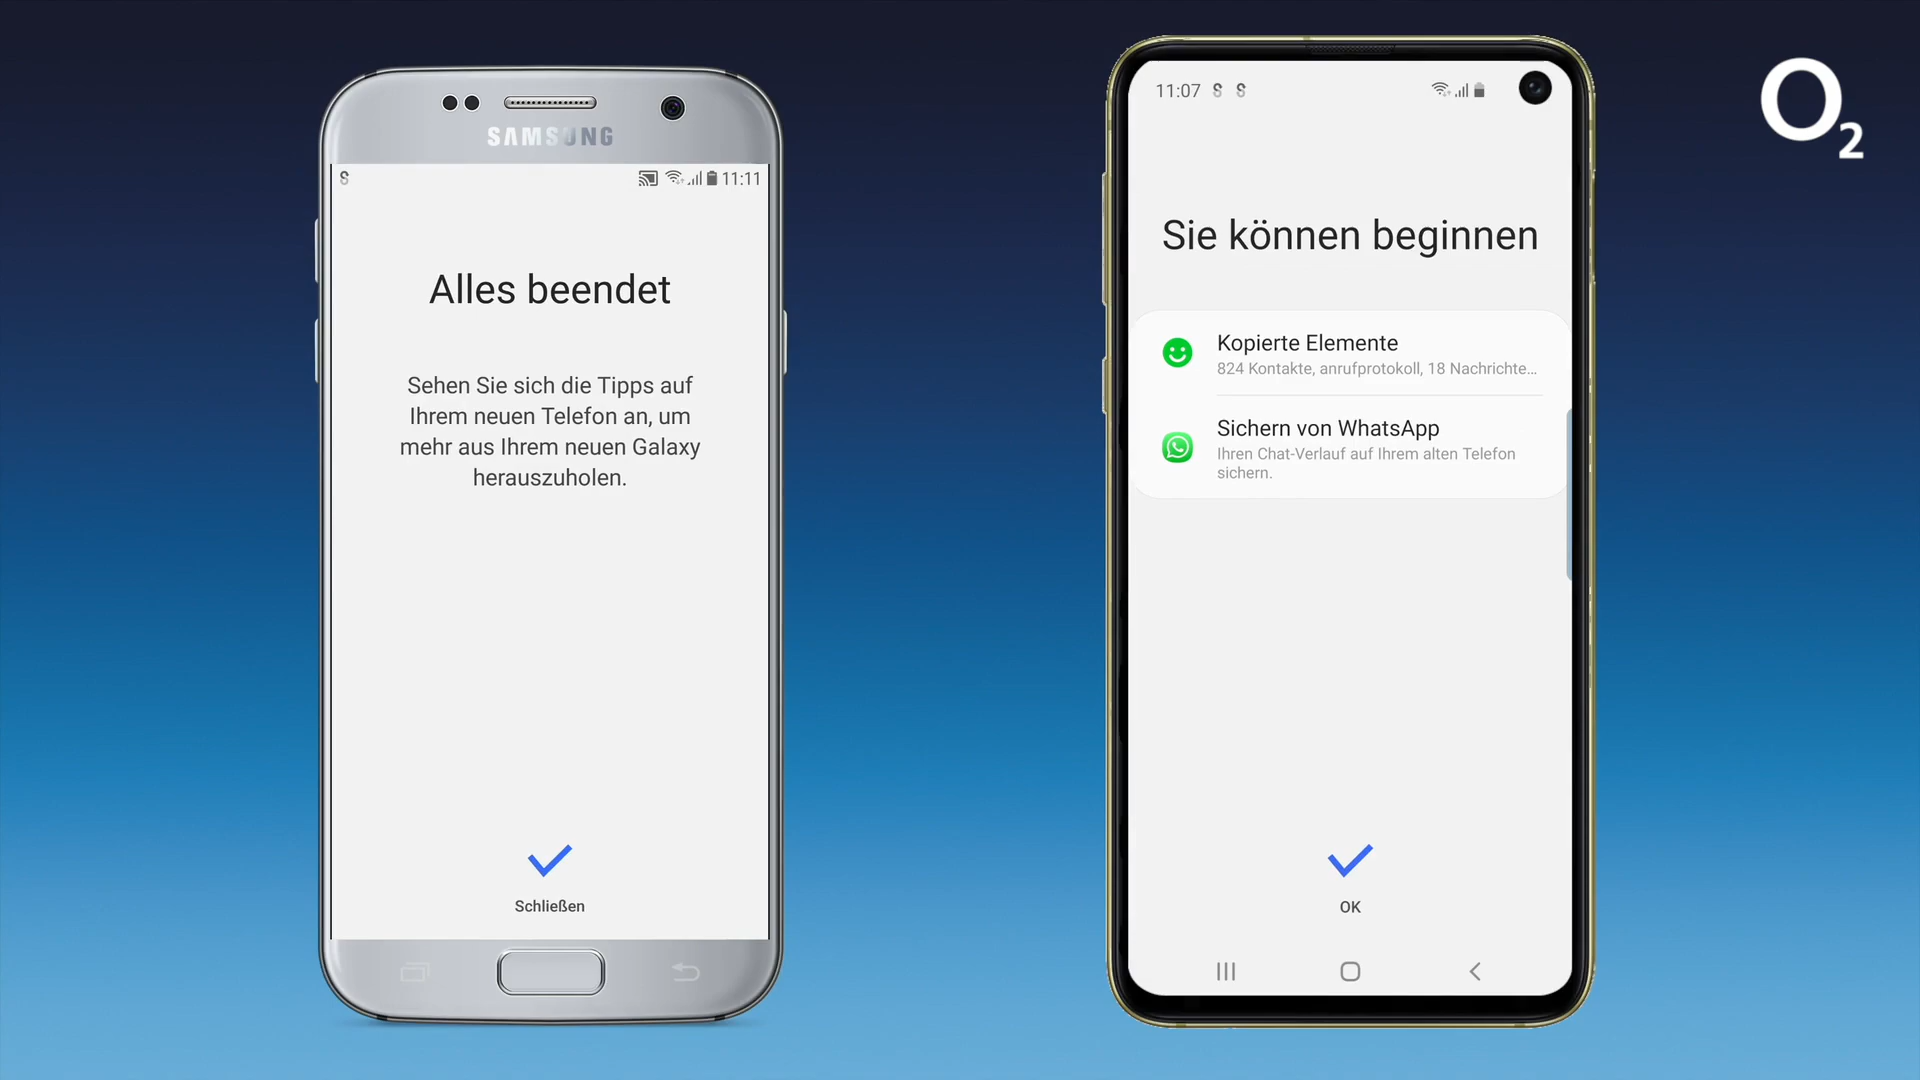 SAMSUNG
11:11
Alles beendet
Sehen Sie sich die Tipps auf
Ihrem neuen Telefon an, um
mehr aus Ihrem neuen Galaxy
herauszuholen.
Schließen
11:07
Sie können beginnen
Kopierte Elemente
824 Kontakte, anrufprotokoll, 18 Nachrichte...
Sichern von WhatsApp
Ihren Chat-Verlauf auf Ihrem alten Telefon
sichern.
OK
O2